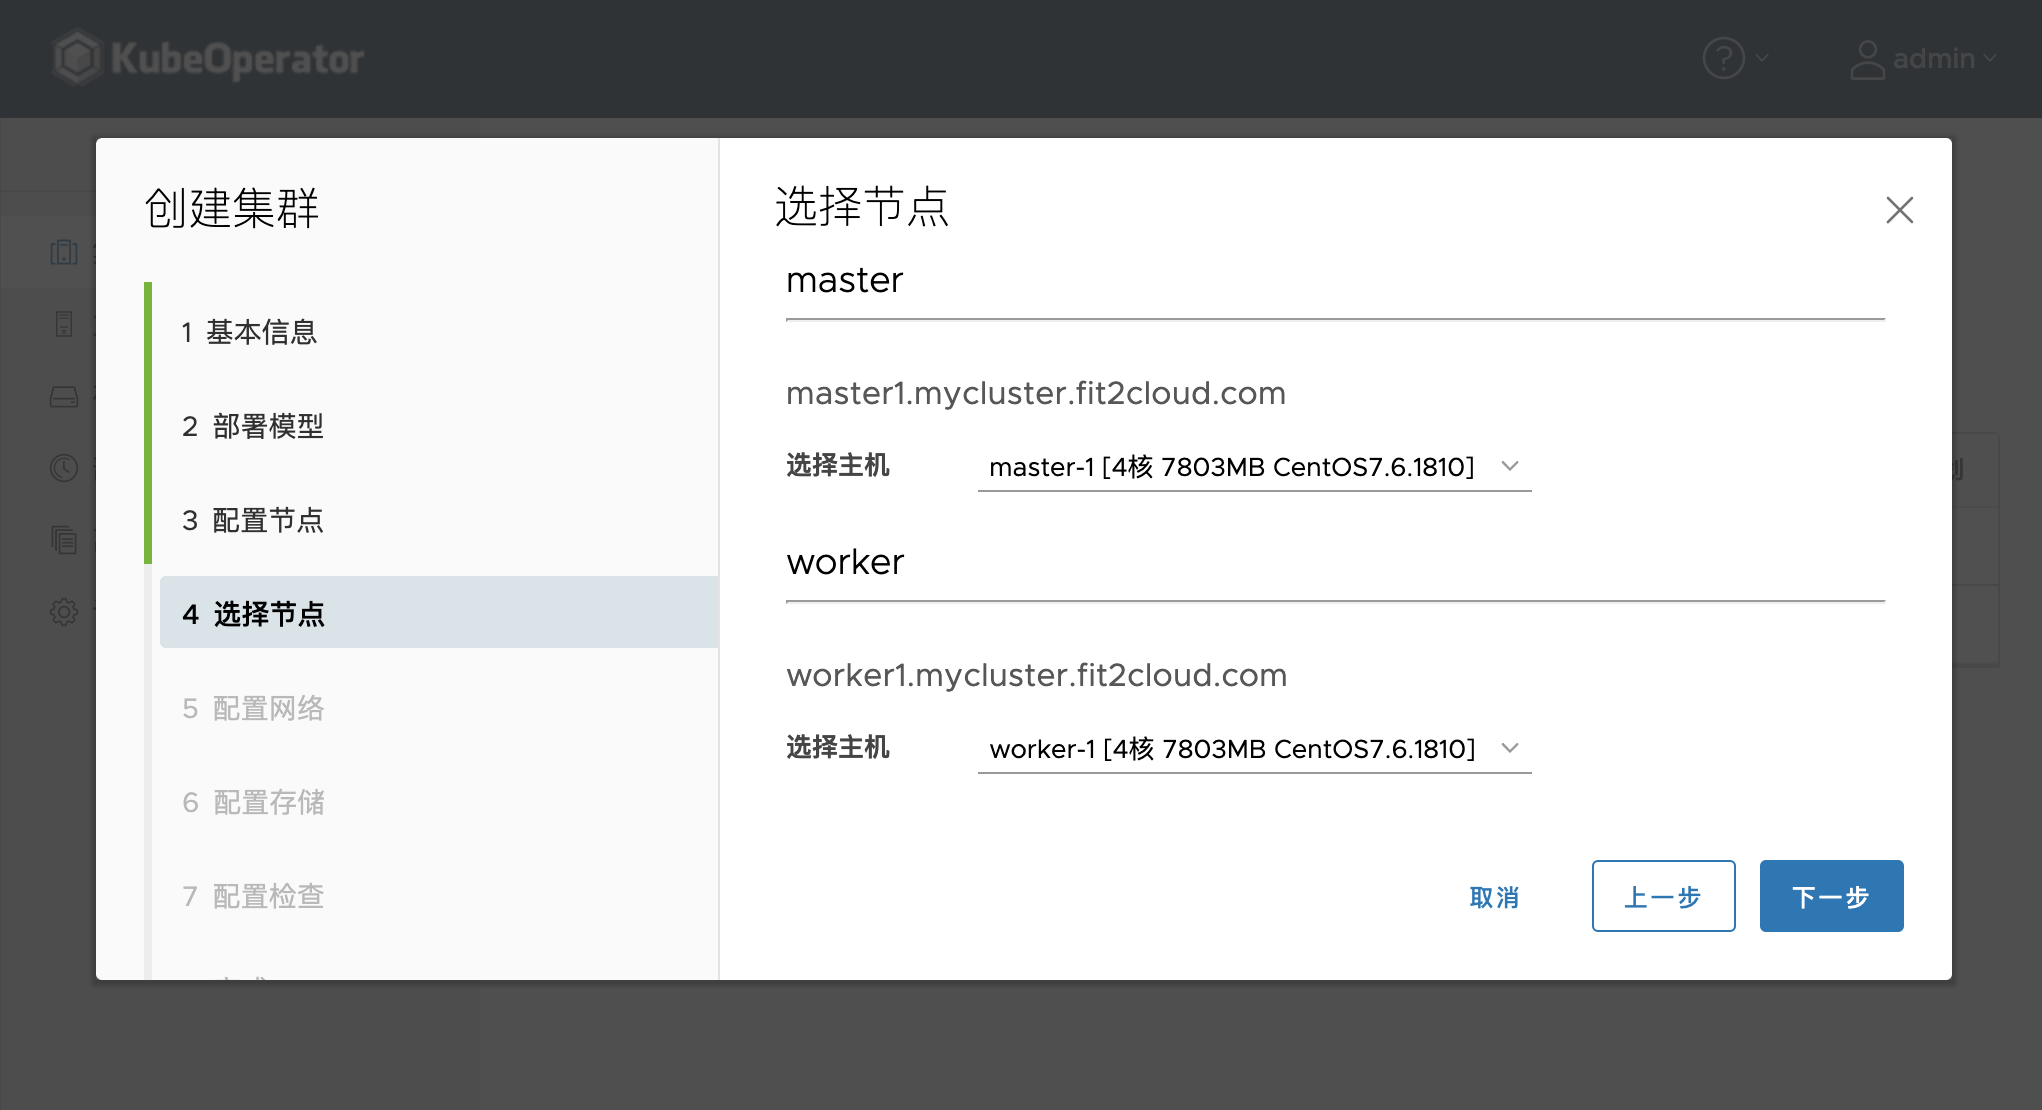 KubeOperator
admin
创建集群
1 基本信息
2 部署模型
3 配置节点
4 选择节点
5 配置网络
6 配置存储
7 配置检查
选择节点
master
master1.mycluster.fit2cloud.com
选择主机 master-1 [4核 7803MB CentOS7.6.1810]
worker
worker1.mycluster.fit2cloud.com
选择主机 worker-1 [4核 7803MB CentOS7.6.1810]
取消 上一步 下一步